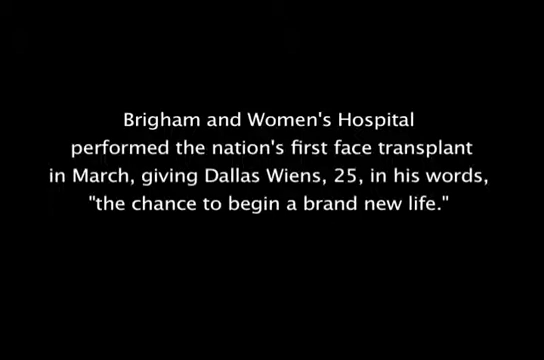 Brigham and Women's Hospital
performed the nation's first face transplant
in March, giving Dallas Wiens, 25, in his words,
"the chance to begin a brand new life."